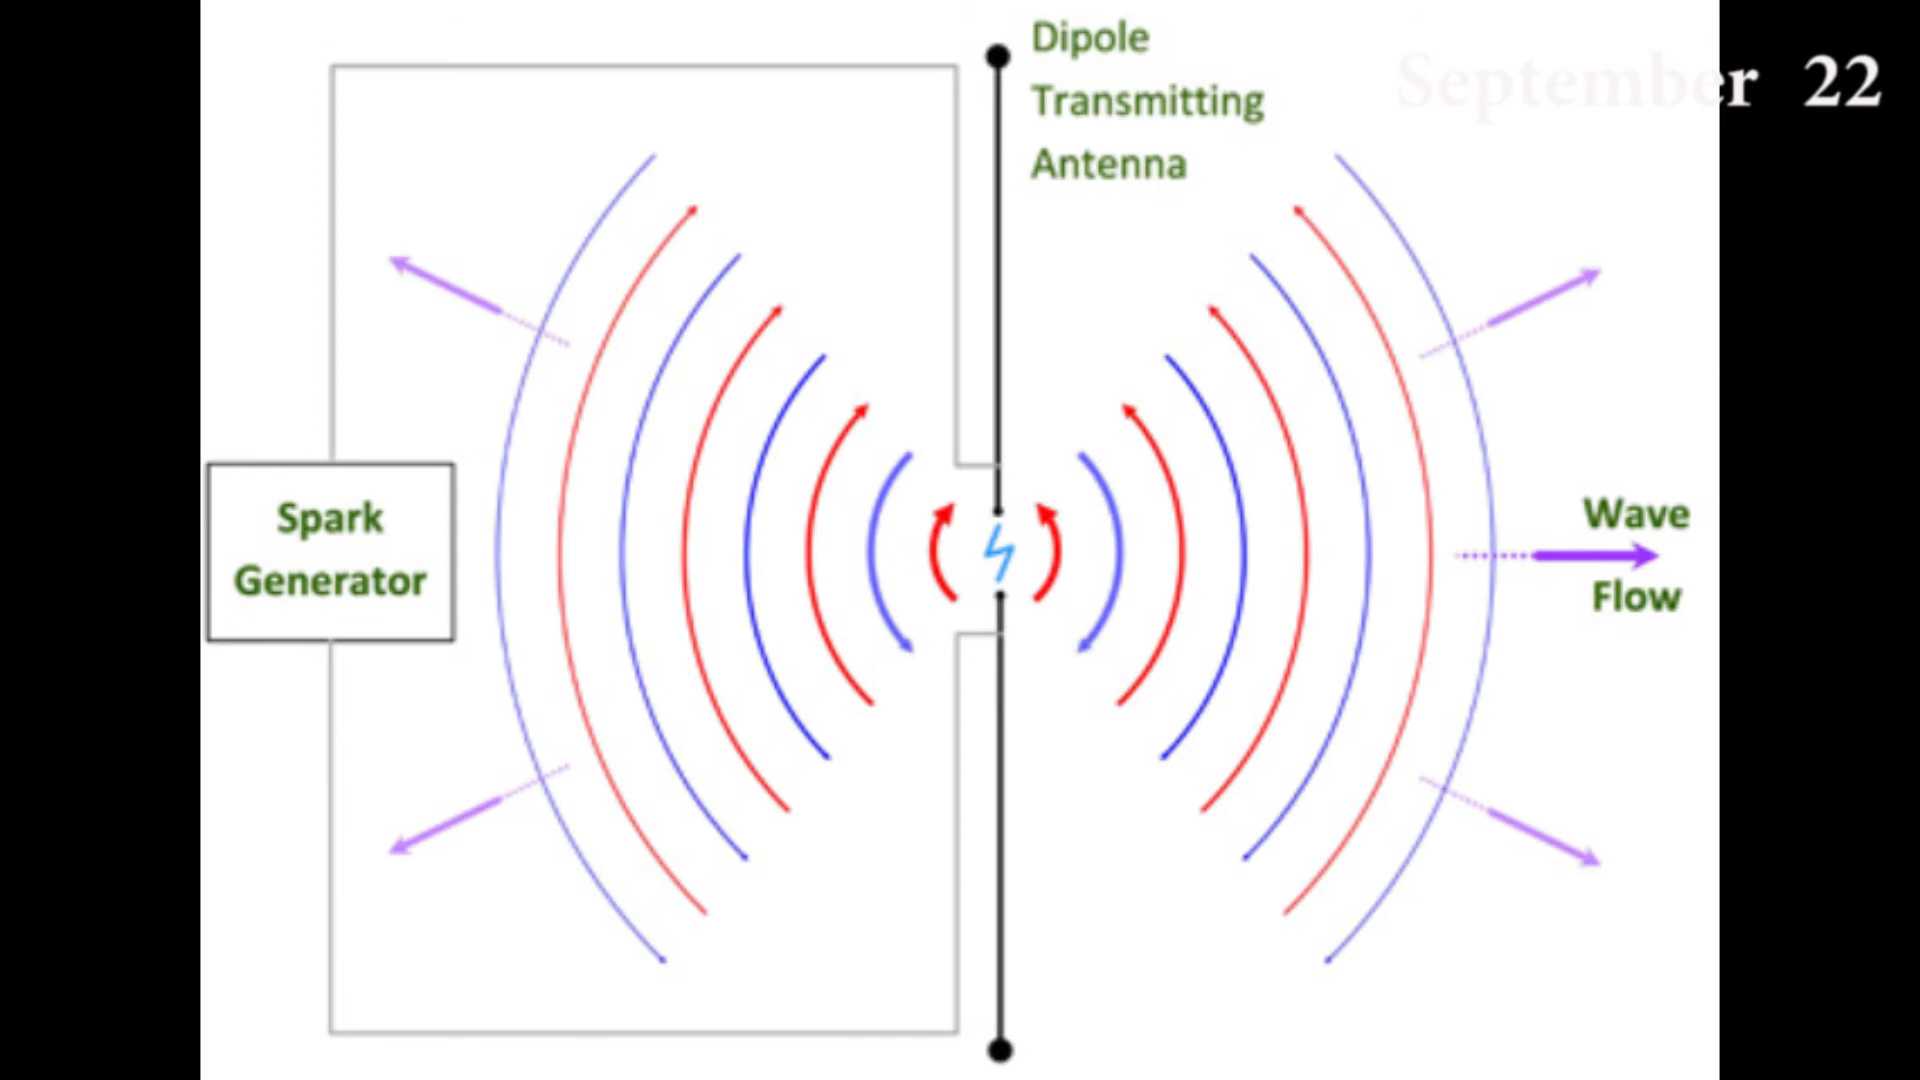 Dipole
Transmitting
Antenna
September 22
Spark
Generator
Wave
Flow